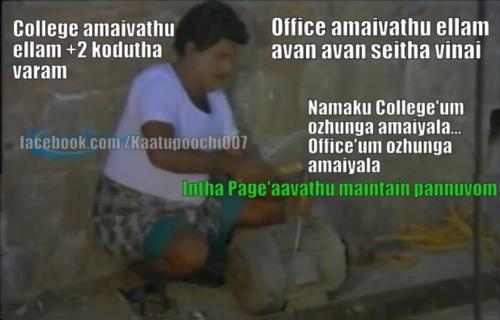 College amaivathu
ellam +2 kodutha
varam
Office amaivathu ellam
avan avan seitha vinai
Namaku College'um
ozhunga amaiyala...
Office'um ozhunga
amaiyala
facebook.com/Kaatupoochi007
Intha Page'aavathu maintain pannuvom